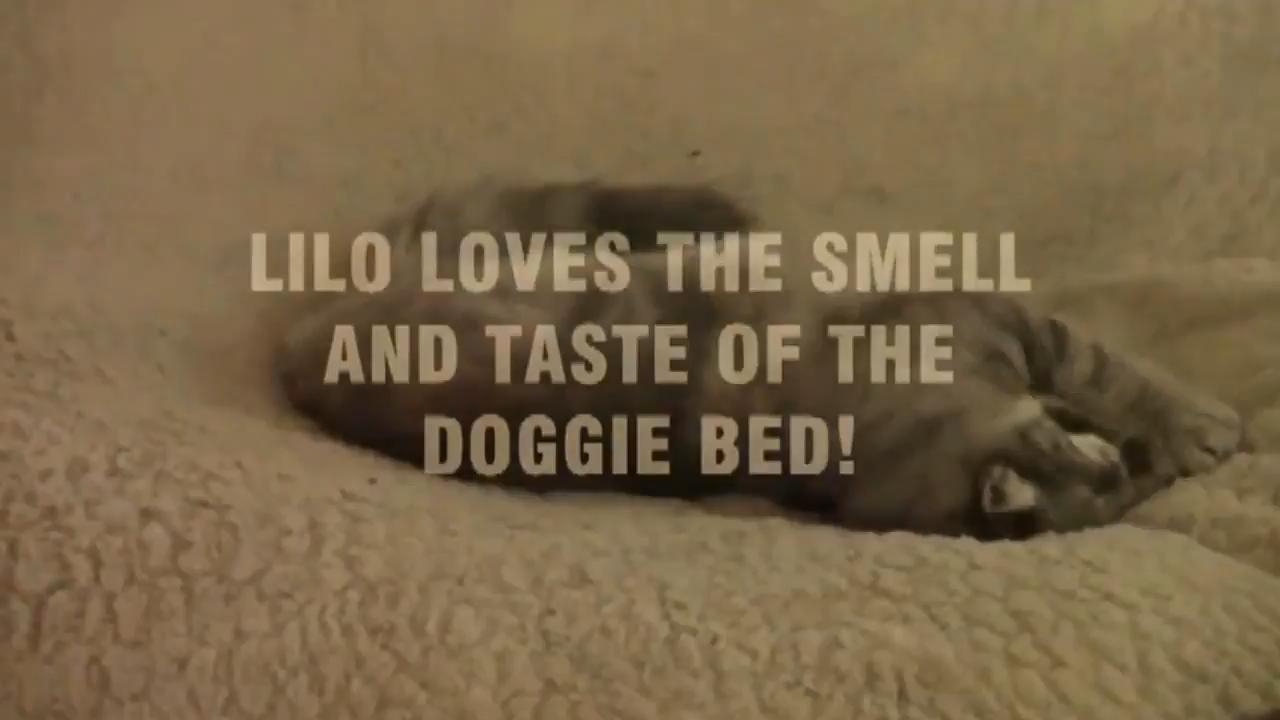 LILO LOVES THE SMELL
AND TASTE OF THE
DOGGIE BED!